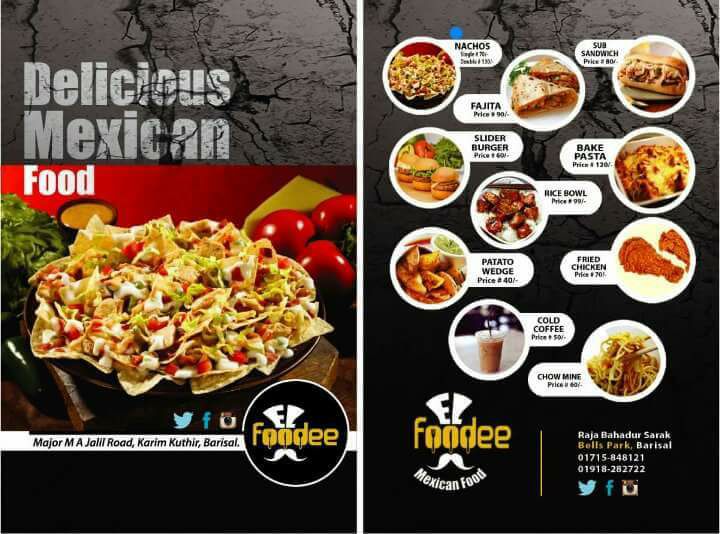 Delicious
Mexican
Food
Major M A Jalil Road, Karim Kuthir, Barisal.
EL
Foodee
NACHOS
Single # 70/-
Double # 130/-
SUB
SANDWICH
Price # 80/-
FAJITA
Price # 90/-
SLIDER
BURGER
Price # 60/-
BAKE
PASTA
Price # 120/-
RICE BOWL
Price # 99/-
PATATO
WEDGE
Price # 40/-
FRIED
CHICKEN
Price # 70/-
COLD
COFFEE
Price # 50/-
CHOW MINE
Price # 60/-
EL
Foodee
Mexican Food
Raja Bahadur Sarak
Bells Park, Barisal
01715-848121
01918-282722